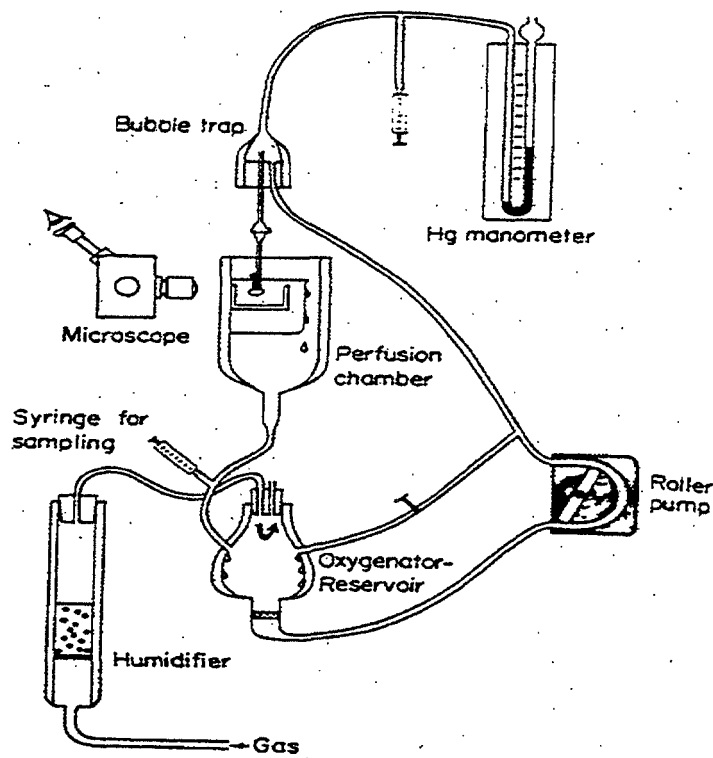 Bubble trap
Hg manometer
Microscope
Perfusion
chamber
Syringe for
sampling
Roller
pump
Oxygenator-
Reservoir
Humidifier
Gas